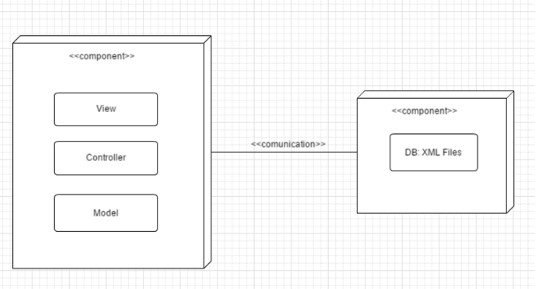 <<component>>
View
Controller
Model
<<comunication>>
<<component>>
DB: XML Files